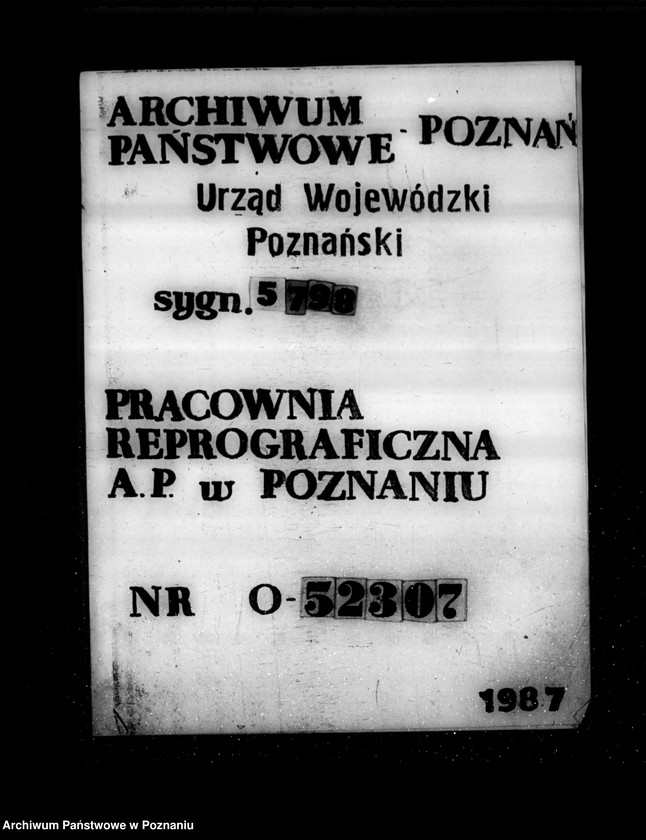 ARCHIWUM
PAŃSTWOWE - POZNAŃ
Urząd Wojewódzki
Poznański
sygn. 5798
PRACOWNIA
REPROGRAFICZNA
A.P. w POZNANIU
NR O-52307
1987
Archiwum Państwowe w Poznaniu